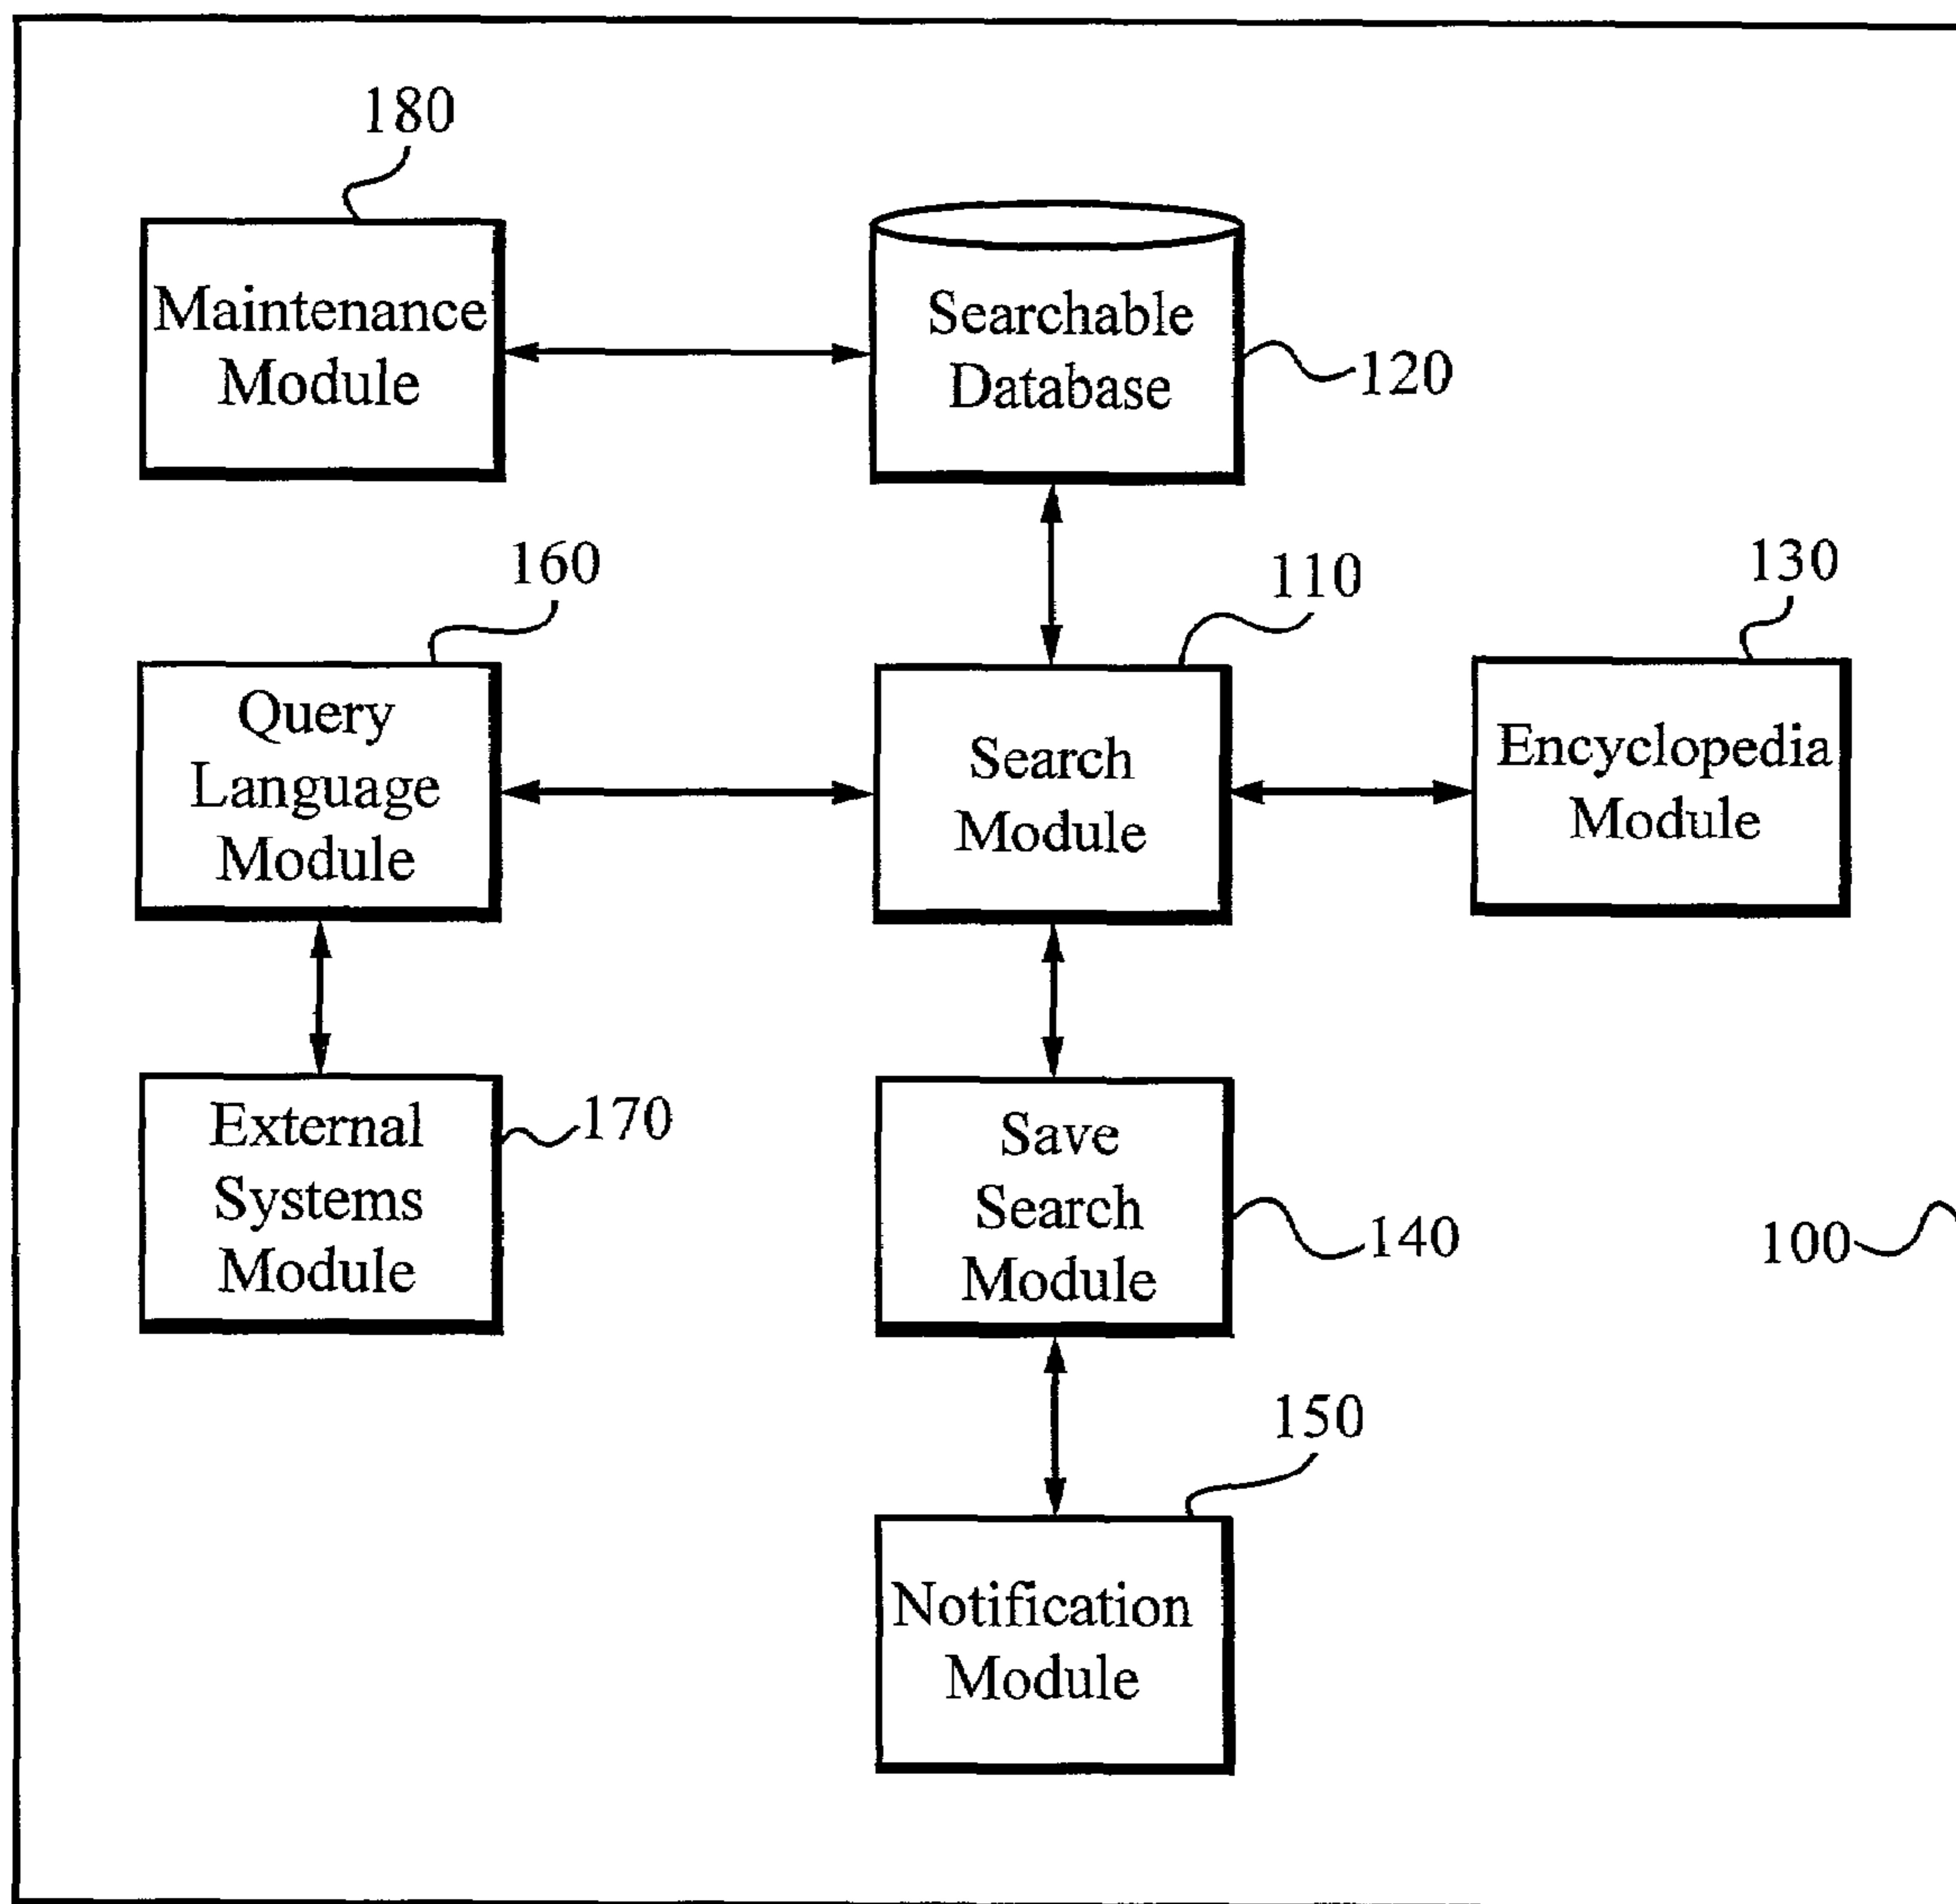 180
Maintenance
Module
Searchable
Database
120
160
110
130
Query
Language
Module
Search
Module
Encyclopedia
Module
External
Systems
Module
170
Save
Search
Module
140
100
150
Notification
Module